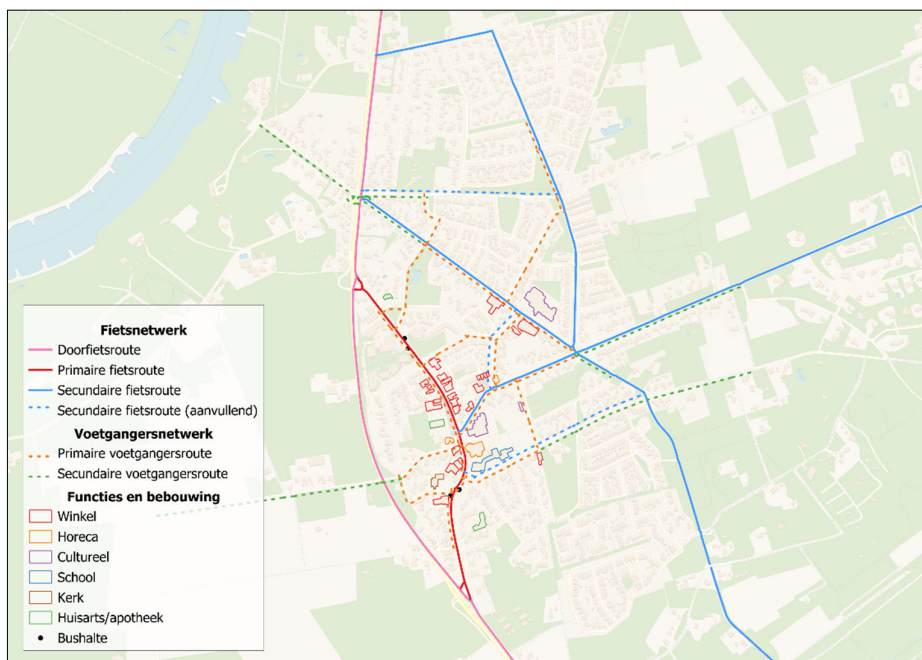 Fietsnetwerk
Doorfietsroute
Primaire fietsroute
Secundaire fietsroute
Secundaire fietsroute (aanvullend)
Voetgangersnetwerk
Primaire voetgangersroute
Secundaire voetgangersroute
Functies en bebouwing
Winkel
Horeca
Cultureel
School
Kerk
Huisarts/apotheek
Bushalte